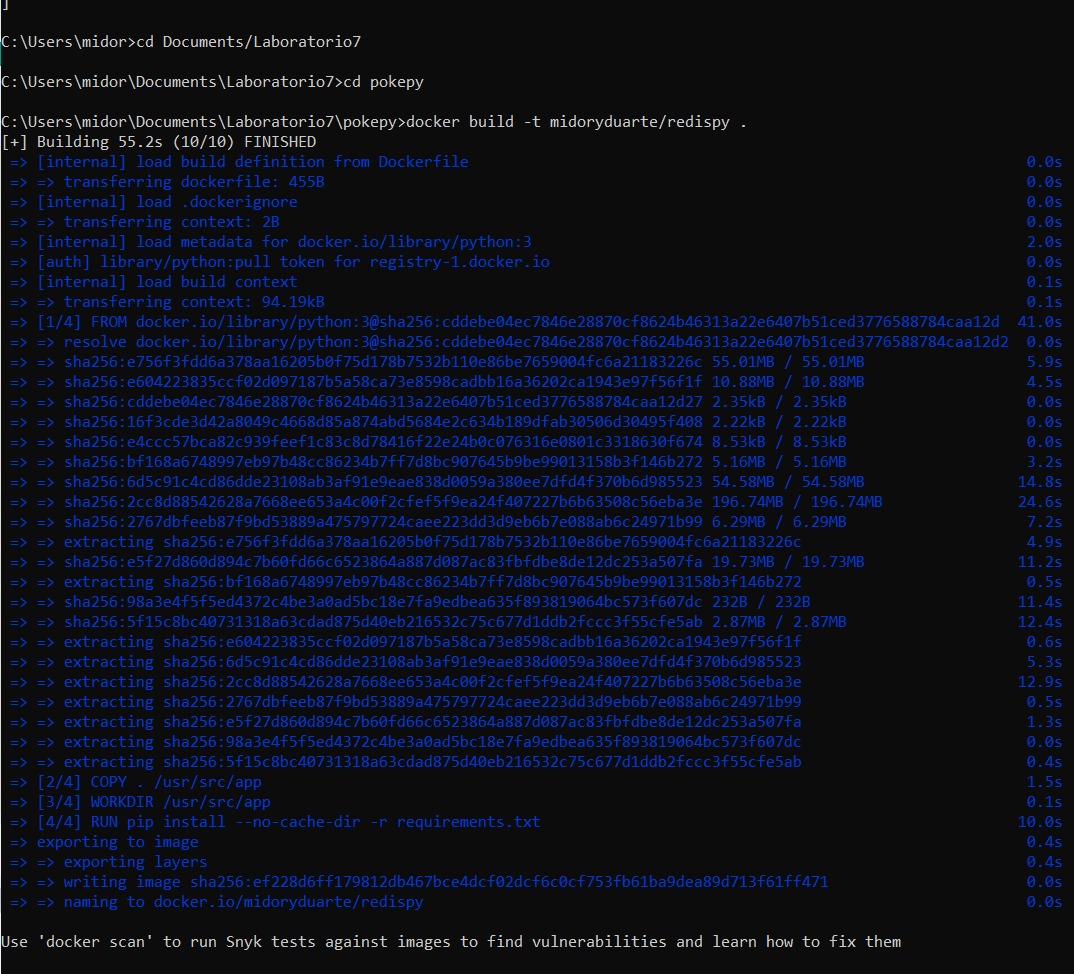 ]
C:\Users\midor>cd Documents/Laboratorio7
C:\Users\midor\Documents\Laboratorio7>cd pokepy
C:\Users\midor\Documents\Laboratorio7\pokepy>docker build -t midoryduarte/redispy .
[+] Building 55.2s (10/10) FINISHED
=> [internal] load build definition from Dockerfile 0.0s
=> => transferring dockerfile: 455B 0.0s
=> [internal] load .dockerignore 0.0s
=> => transferring context: 2B 0.0s
=> [internal] load metadata for docker.io/library/python:3 2.0s
=> [auth] library/python:pull token for registry-1.docker.io 0.0s
=> [internal] load build context 0.1s
=> => transferring context: 94.19kB 0.1s
=> [1/4] FROM docker.io/library/python:3@sha256:cddebe04ec7846e28870cf8624b46313a22e6407b51ced3776588784caa12d 41.0s
=> => resolve docker.io/library/python:3@sha256:cddebe04ec7846e28870cf8624b46313a22e6407b51ced3776588784caa12d2 0.0s
=> => sha256:e756f3fdd6a378aa16205b0f75d178b7532b110e86be7659004fc6a21183226c 55.01MB / 55.01MB 5.9s
=> => sha256:e604223835ccf02d097187b5a58ca73e8598cadbb16a36202ca1943e97f56f1f 10.88MB / 10.88MB 4.5s
=> => sha256:cddebe04ec7846e28870cf8624b46313a22e6407b51ced3776588784caa12d27 2.35kB / 2.35kB 0.0s
=> => sha256:16f3cde3d42a8049c4668d85a874abd5684e2c634b189dfab30506d30495f408 2.22kB / 2.22kB 0.0s
=> => sha256:e4ccc57bca82c939feef1c83c8d78416f22e24b0c076316e0801c3318630f674 8.53kB / 8.53kB 0.0s
=> => sha256:bf168a6748997eb97b48cc86234b7ff7d8bc907645b9be99013158b3f146b272 5.16MB / 5.16MB 3.2s
=> => sha256:6d5c91c4cd86dde23108ab3af91e9eae838d0059a380ee7dfd4f370b6d985523 54.58MB / 54.58MB 14.8s
=> => sha256:2cc8d88542628a7668ee653a4c00f2cfef5f9ea24f407227b6b63508c56eba3e 196.74MB / 196.74MB 24.6s
=> => sha256:2767dbfeeb87f9bd53889a475797724caee223dd3d9eb6b7e088ab6c24971b99 6.29MB / 6.29MB 7.2s
=> => extracting sha256:e756f3fdd6a378aa16205b0f75d178b7532b110e86be7659004fc6a21183226c 4.9s
=> => sha256:e5f27d860d894c7b60fd66c6523864a887d087ac83fbfdbe8de12dc253a507fa 19.73MB / 19.73MB 11.2s
=> => extracting sha256:bf168a6748997eb97b48cc86234b7ff7d8bc907645b9be99013158b3f146b272 0.5s
=> => sha256:98a3e4f5f5ed4372c4be3a0ad5bc18e7fa9edbea635f893819064bc573f607dc 232B / 232B 11.4s
=> => sha256:5f15c8bc40731318a63cdad875d40eb216532c75c677d1ddb2fccc3f55cfe5ab 2.87MB / 2.87MB 12.4s
=> => extracting sha256:e604223835ccf02d097187b5a58ca73e8598cadbb16a36202ca1943e97f56f1f 0.6s
=> => extracting sha256:6d5c91c4cd86dde23108ab3af91e9eae838d0059a380ee7dfd4f370b6d985523 5.3s
=> => extracting sha256:2cc8d88542628a7668ee653a4c00f2cfef5f9ea24f407227b6b63508c56eba3e 12.9s
=> => extracting sha256:2767dbfeeb87f9bd53889a475797724caee223dd3d9eb6b7e088ab6c24971b99 0.5s
=> => extracting sha256:e5f27d860d894c7b60fd66c6523864a887d087ac83fbfdbe8de12dc253a507fa 1.3s
=> => extracting sha256:98a3e4f5f5ed4372c4be3a0ad5bc18e7fa9edbea635f893819064bc573f607dc 0.0s
=> => extracting sha256:5f15c8bc40731318a63cdad875d40eb216532c75c677d1ddb2fccc3f55cfe5ab 0.4s
=> [2/4] COPY . /usr/src/app 1.5s
=> [3/4] WORKDIR /usr/src/app 0.1s
=> [4/4] RUN pip install --no-cache-dir -r requirements.txt 10.0s
=> exporting to image 0.4s
=> => exporting layers 0.4s
=> => writing image sha256:ef228d6ff179812db467bce4dcf02dcf6c0cf753fb61ba9dea89d713f61ff471 0.0s
=> => naming to docker.io/midoryduarte/redispy 0.0s
Use 'docker scan' to run Snyk tests against images to find vulnerabilities and learn how to fix them